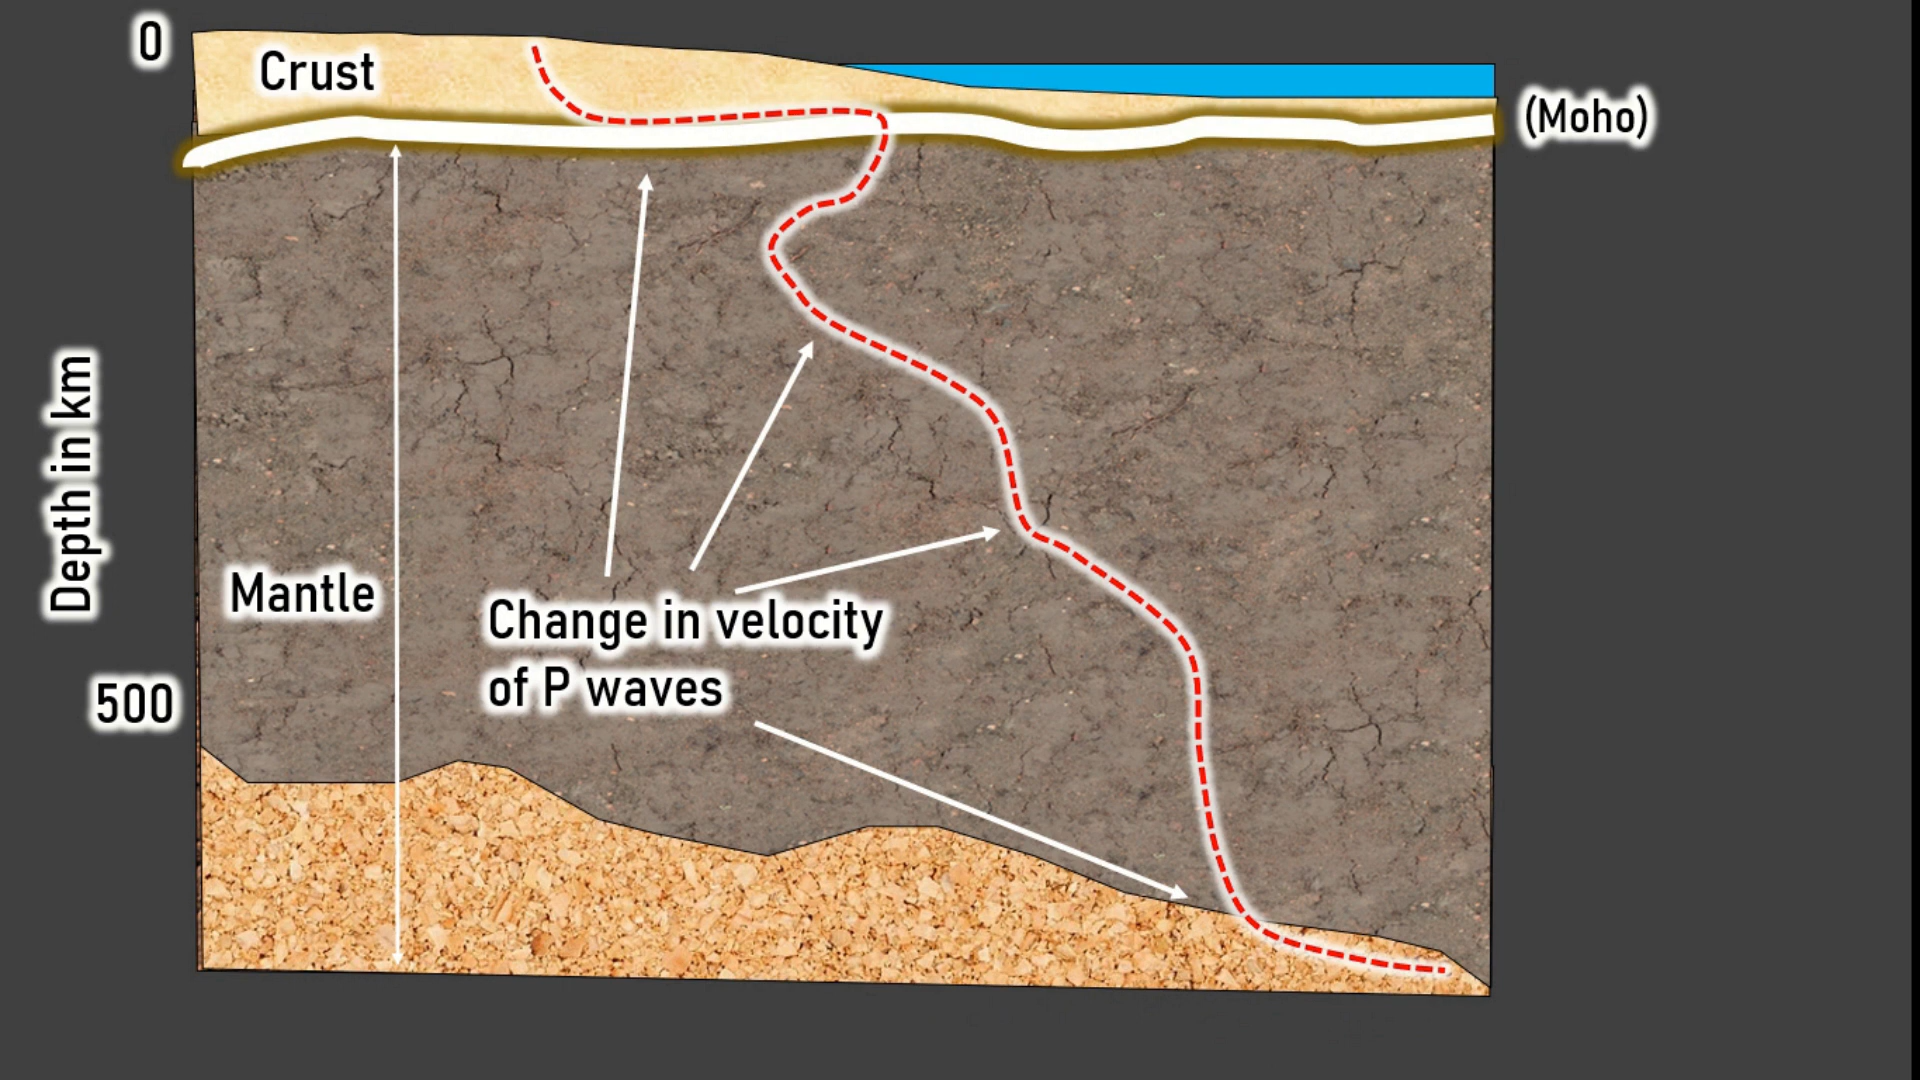 0
Crust
(Moho)
Depth in km
Mantle
Change in velocity
of P waves
500